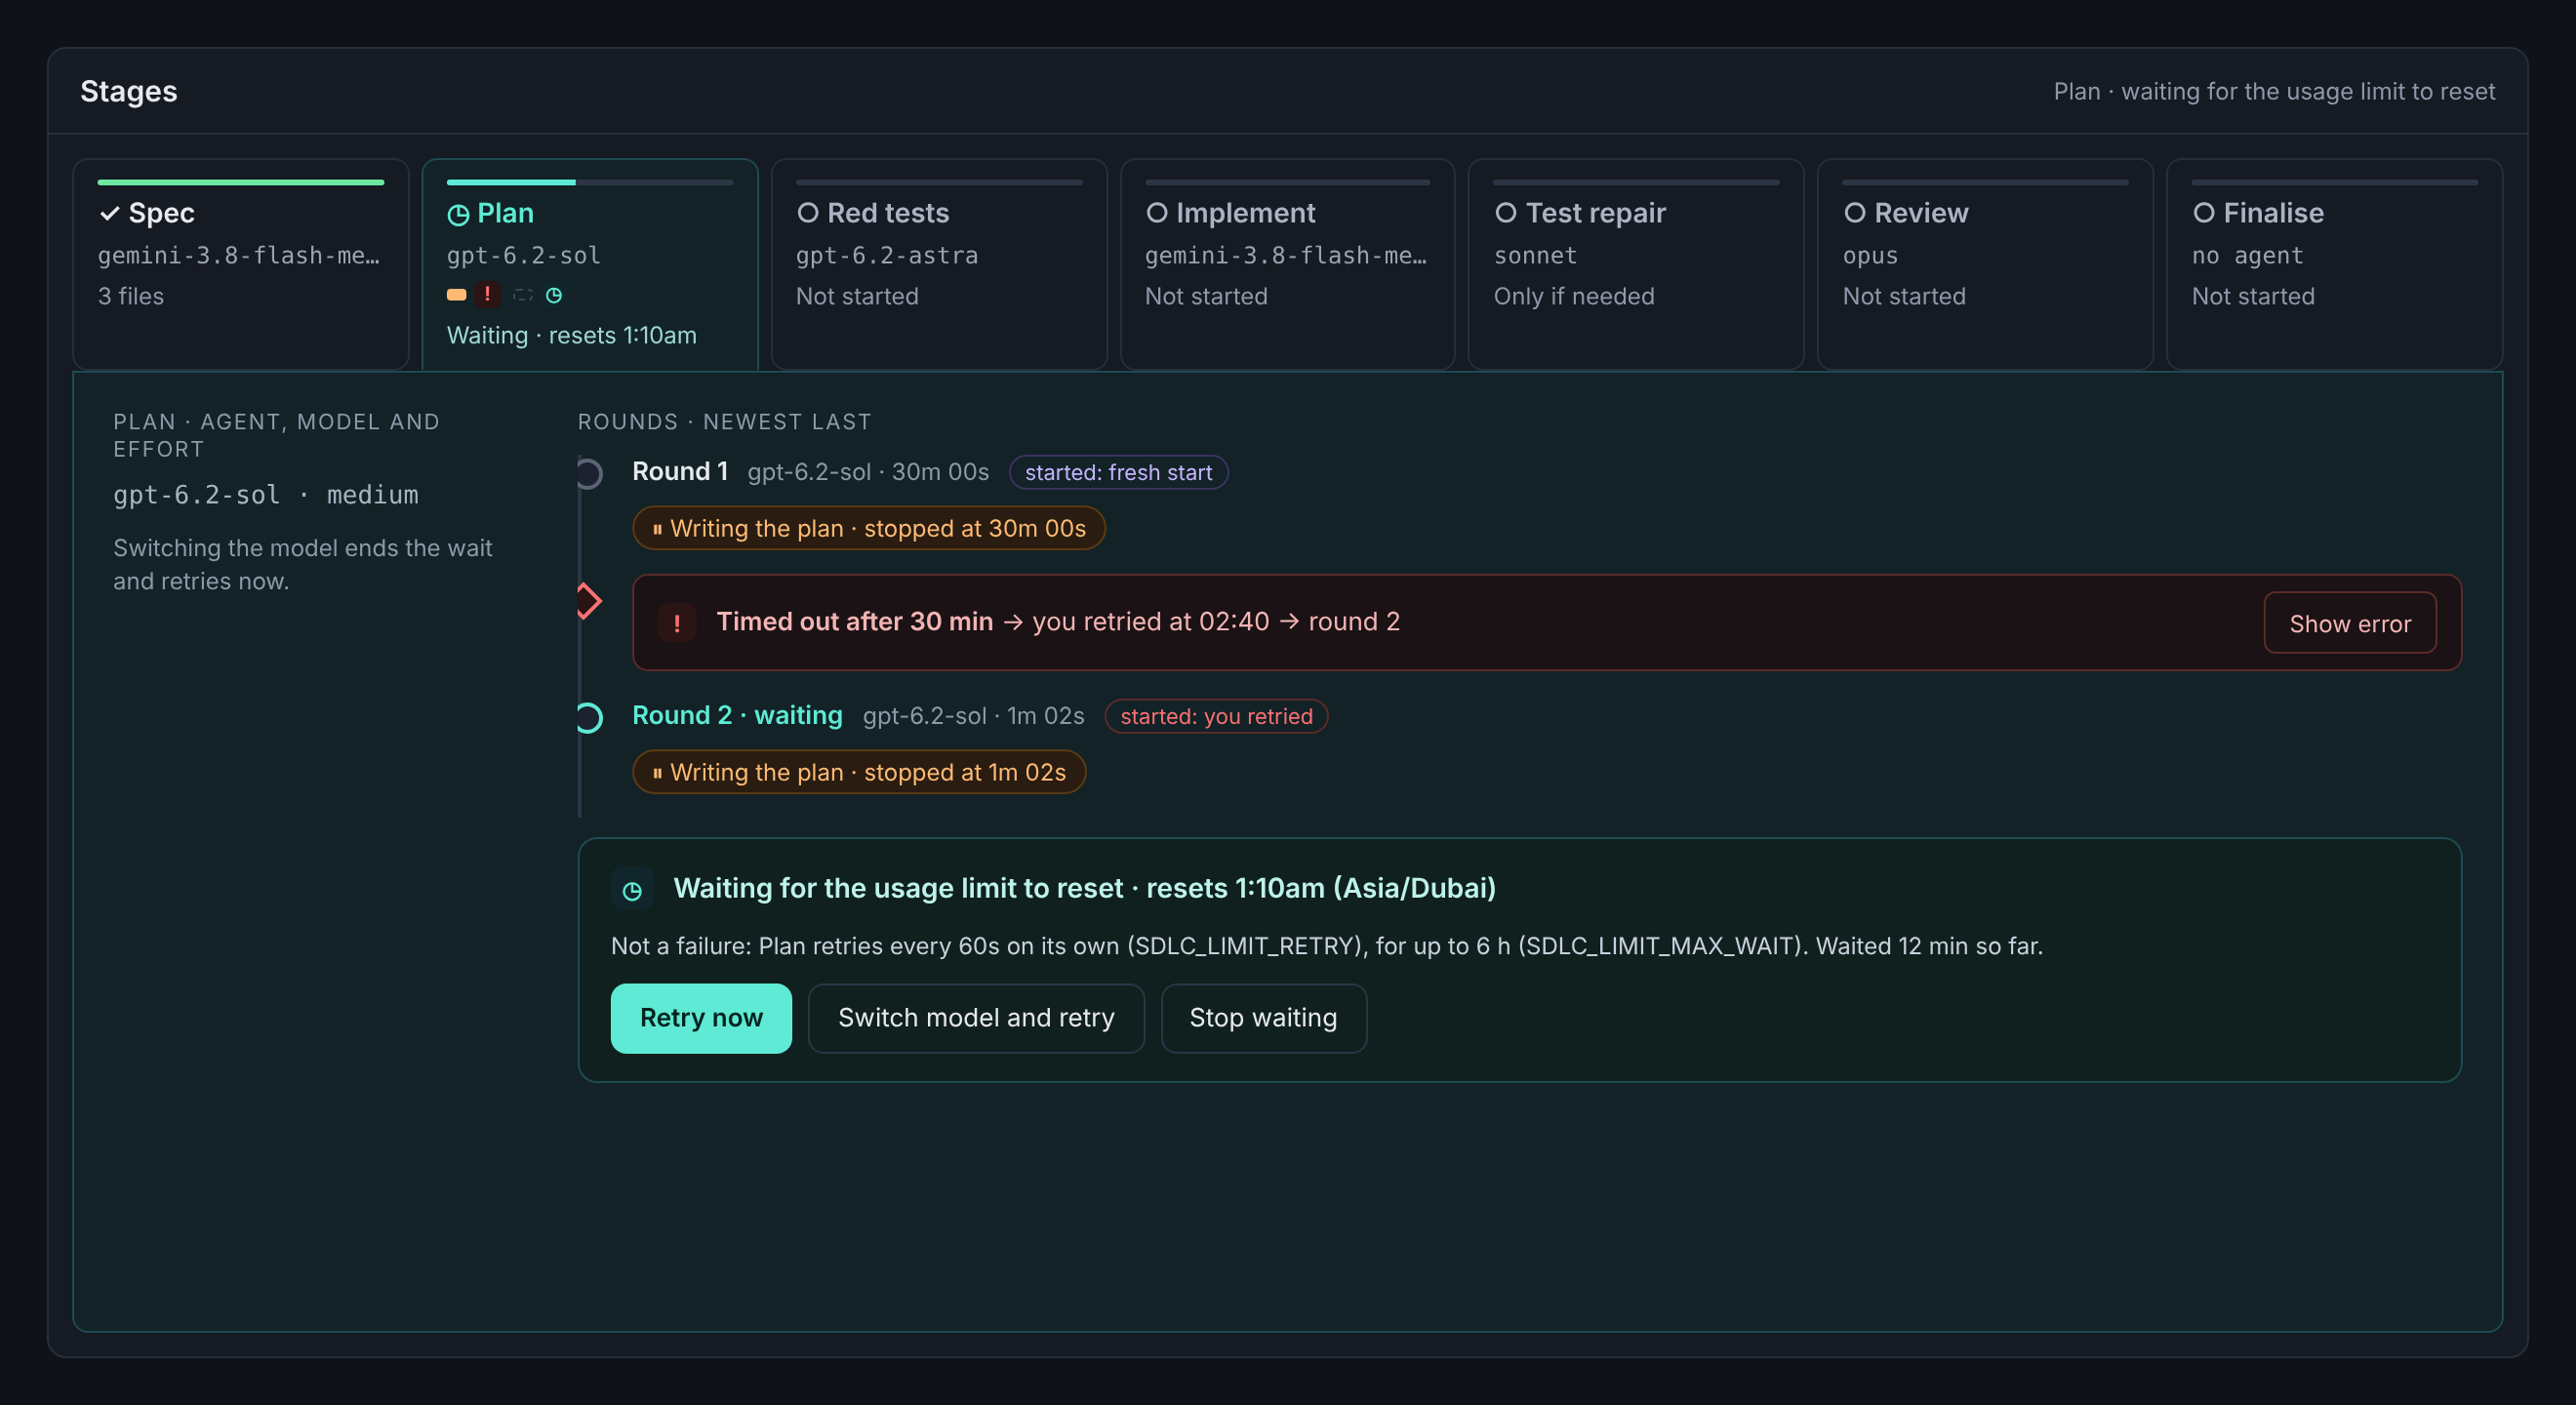 Stages
Plan · waiting for the usage limit to reset
Spec
gemini-3.8-flash-me…
3 files
Plan
gpt-6.2-sol
!
Waiting · resets 1:10am
Red tests
gpt-6.2-astra
Not started
Implement
gemini-3.8-flash-me…
Not started
Test repair
sonnet
Only if needed
Review
opus
Not started
Finalise
no agent
Not started
PLAN · AGENT, MODEL AND
EFFORT
gpt-6.2-sol · medium
Switching the model ends the wait
and retries now.
ROUNDS · NEWEST LAST
Round 1 gpt-6.2-sol · 30m 00s started: fresh start
Writing the plan · stopped at 30m 00s
! Timed out after 30 min → you retried at 02:40 → round 2 Show error
Round 2 · waiting gpt-6.2-sol · 1m 02s started: you retried
Writing the plan · stopped at 1m 02s
Waiting for the usage limit to reset · resets 1:10am (Asia/Dubai)
Not a failure: Plan retries every 60s on its own (SDLC_LIMIT_RETRY), for up to 6 h (SDLC_LIMIT_MAX_WAIT). Waited 12 min so far.
Retry now Switch model and retry Stop waiting